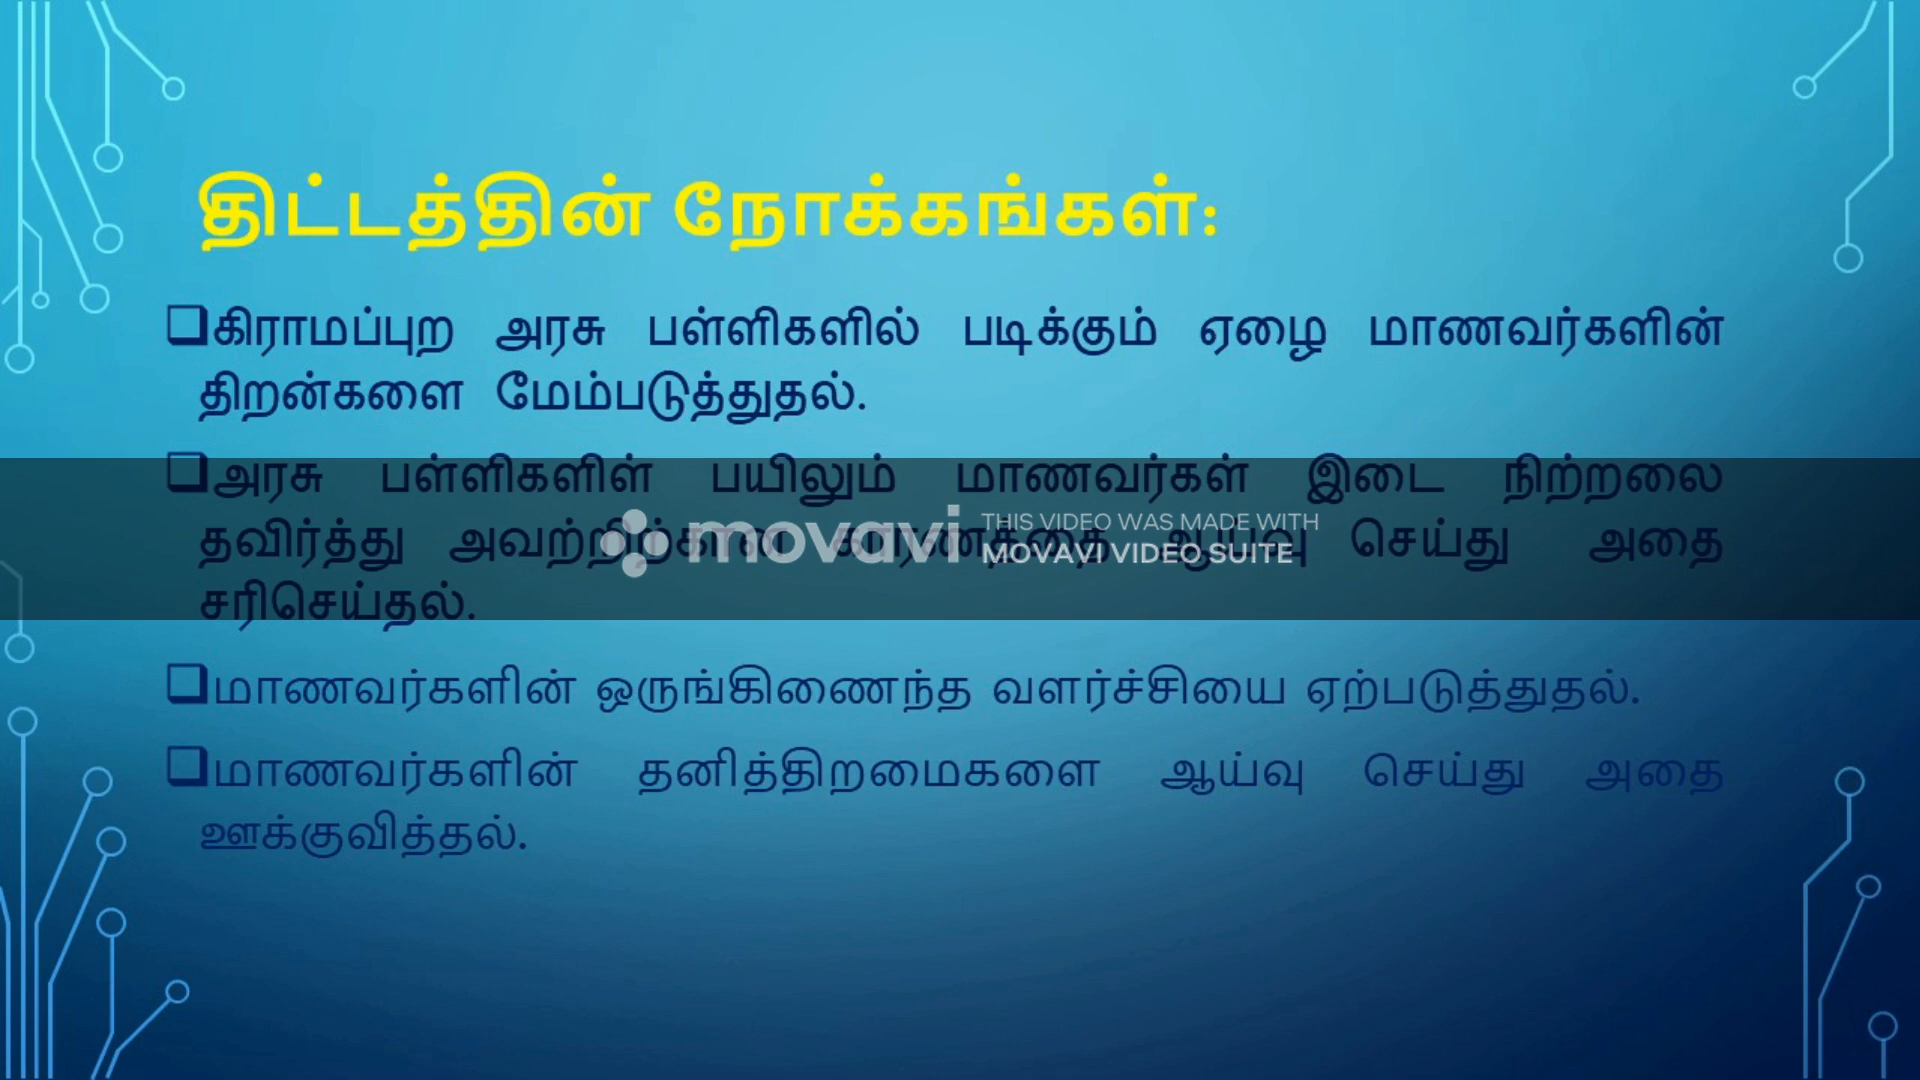 திட்டத்தின் நோக்கங்கள்:
கிராமப்புற அரசு பள்ளிகளில் படிக்கும் ஏழை மாணவர்களின்
திறன்களை மேம்படுத்துதல்.
அரசு பள்ளிகளிள் பயிலும் மாணவர்கள் இடை நிற்றலை
தவிர்த்து அவற்றிற்கான காரணத்தை ஆய்வு செய்து அதை
movavi THIS VIDEO WAS MADE WITH
MOVAVI VIDEO SUITE
சரிசெய்தல்.
மாணவர்களின் ஒருங்கிணைந்த வளர்ச்சியை ஏற்படுத்துதல்.
மாணவர்களின் தனித்திறமைகளை ஆய்வு செய்து அதை
ஊக்குவித்தல்.